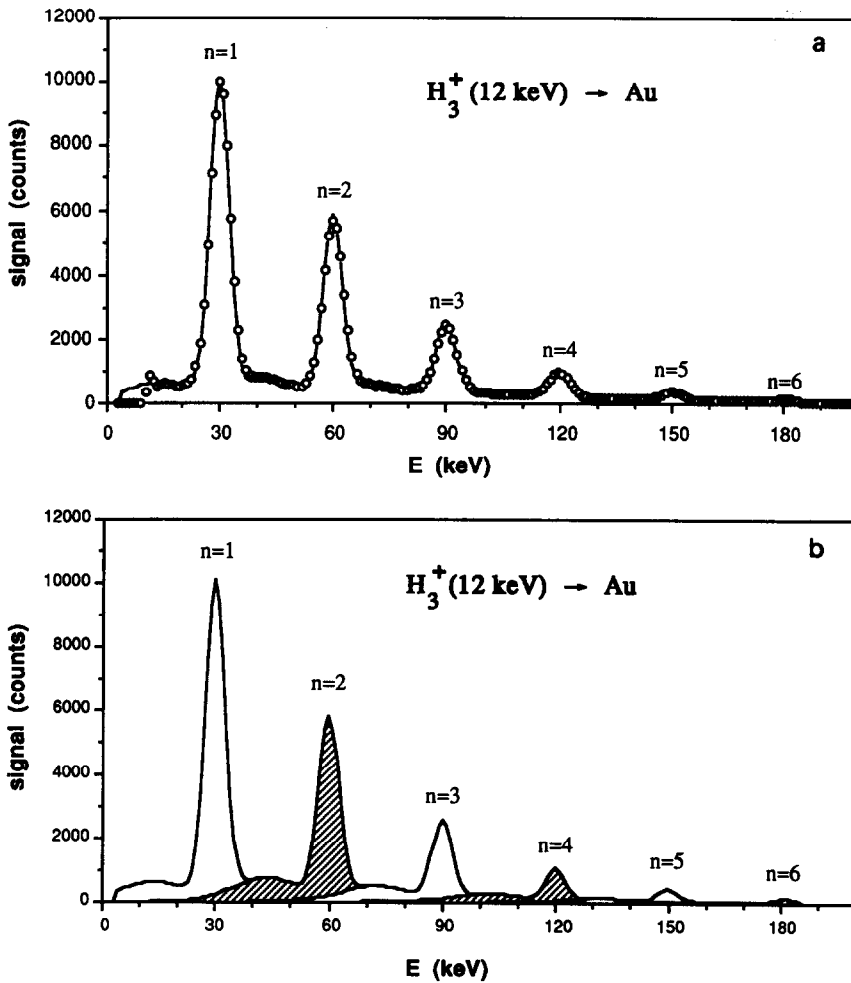 a
H₃⁺ (12 keV) → Au
n=1
n=2
n=3
n=4
n=5
n=6
signal (counts)
12000
10000
8000
6000
4000
2000
0
0 30 60 90 120 150 180
E (keV)
b
H₃⁺ (12 keV) → Au
n=1
n=2
n=3
n=4
n=5
n=6
signal (counts)
12000
10000
8000
6000
4000
2000
0
0 30 60 90 120 150 180
E (keV)